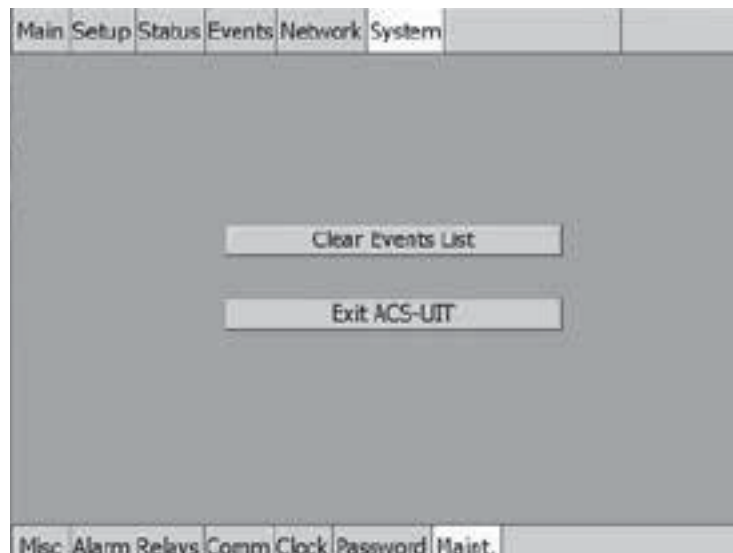 Main Setup Status Events Network System
Clear Events List
Exit ACS-UIT
Misc Alarm Relays Comm Clock Password Maint.